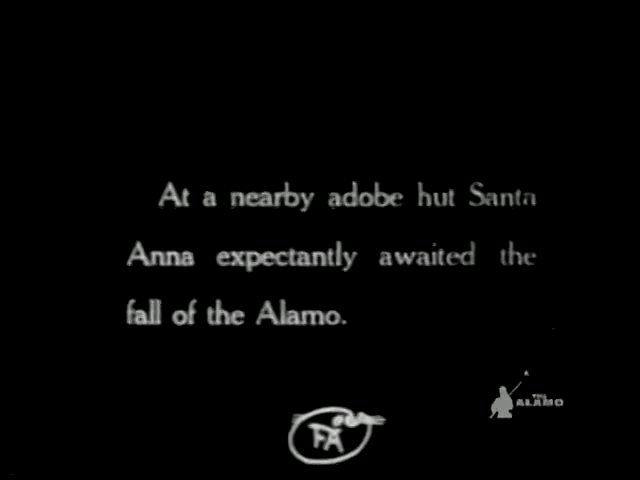 At a nearby adobe hut Santa
Anna expectantly awaited the
fall of the Alamo.
THE
ALAMO
FA